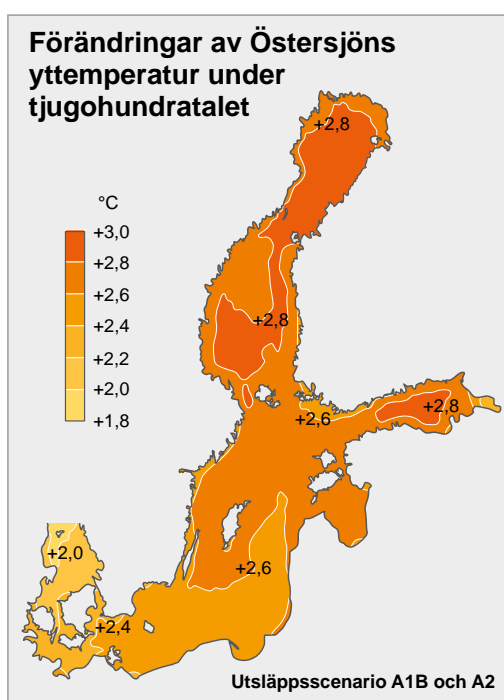 Förändringar av Östersjöns
yttemperatur under
tjugohundratalet
+2,8
°C
+3,0
+2,8
+2,6
+2,4
+2,2
+2,0
+1,8
+2,8
+2,8
+2,6
+2,0
+2,6
+2,4
Utsläppsscenario A1B och A2